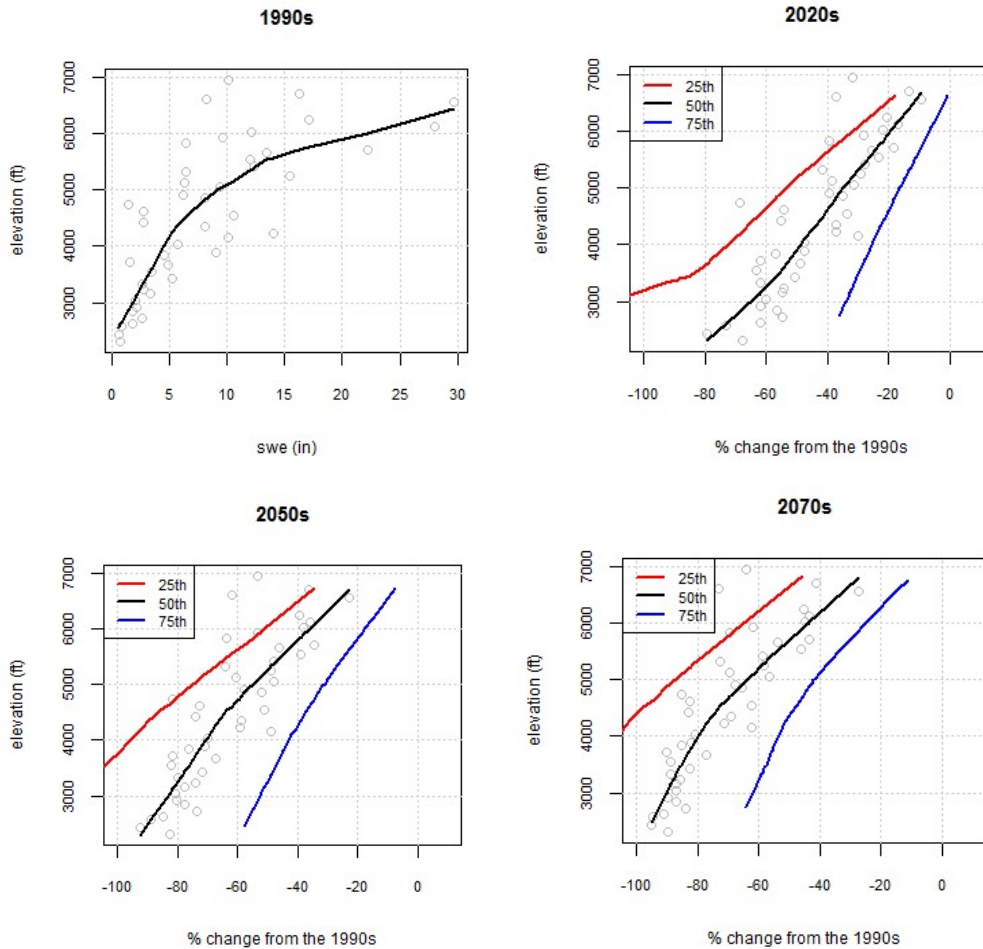 1990s
elevation (ft)
7000
6000
5000
4000
3000
0 5 10 15 20 25 30
swe (in)
2020s
elevation (ft)
7000
6000
5000
4000
3000
25th
50th
75th
-100 -80 -60 -40 -20 0
% change from the 1990s
2050s
elevation (ft)
7000
6000
5000
4000
3000
25th
50th
75th
-100 -80 -60 -40 -20 0
% change from the 1990s
2070s
elevation (ft)
7000
6000
5000
4000
3000
25th
50th
75th
-100 -80 -60 -40 -20 0
% change from the 1990s